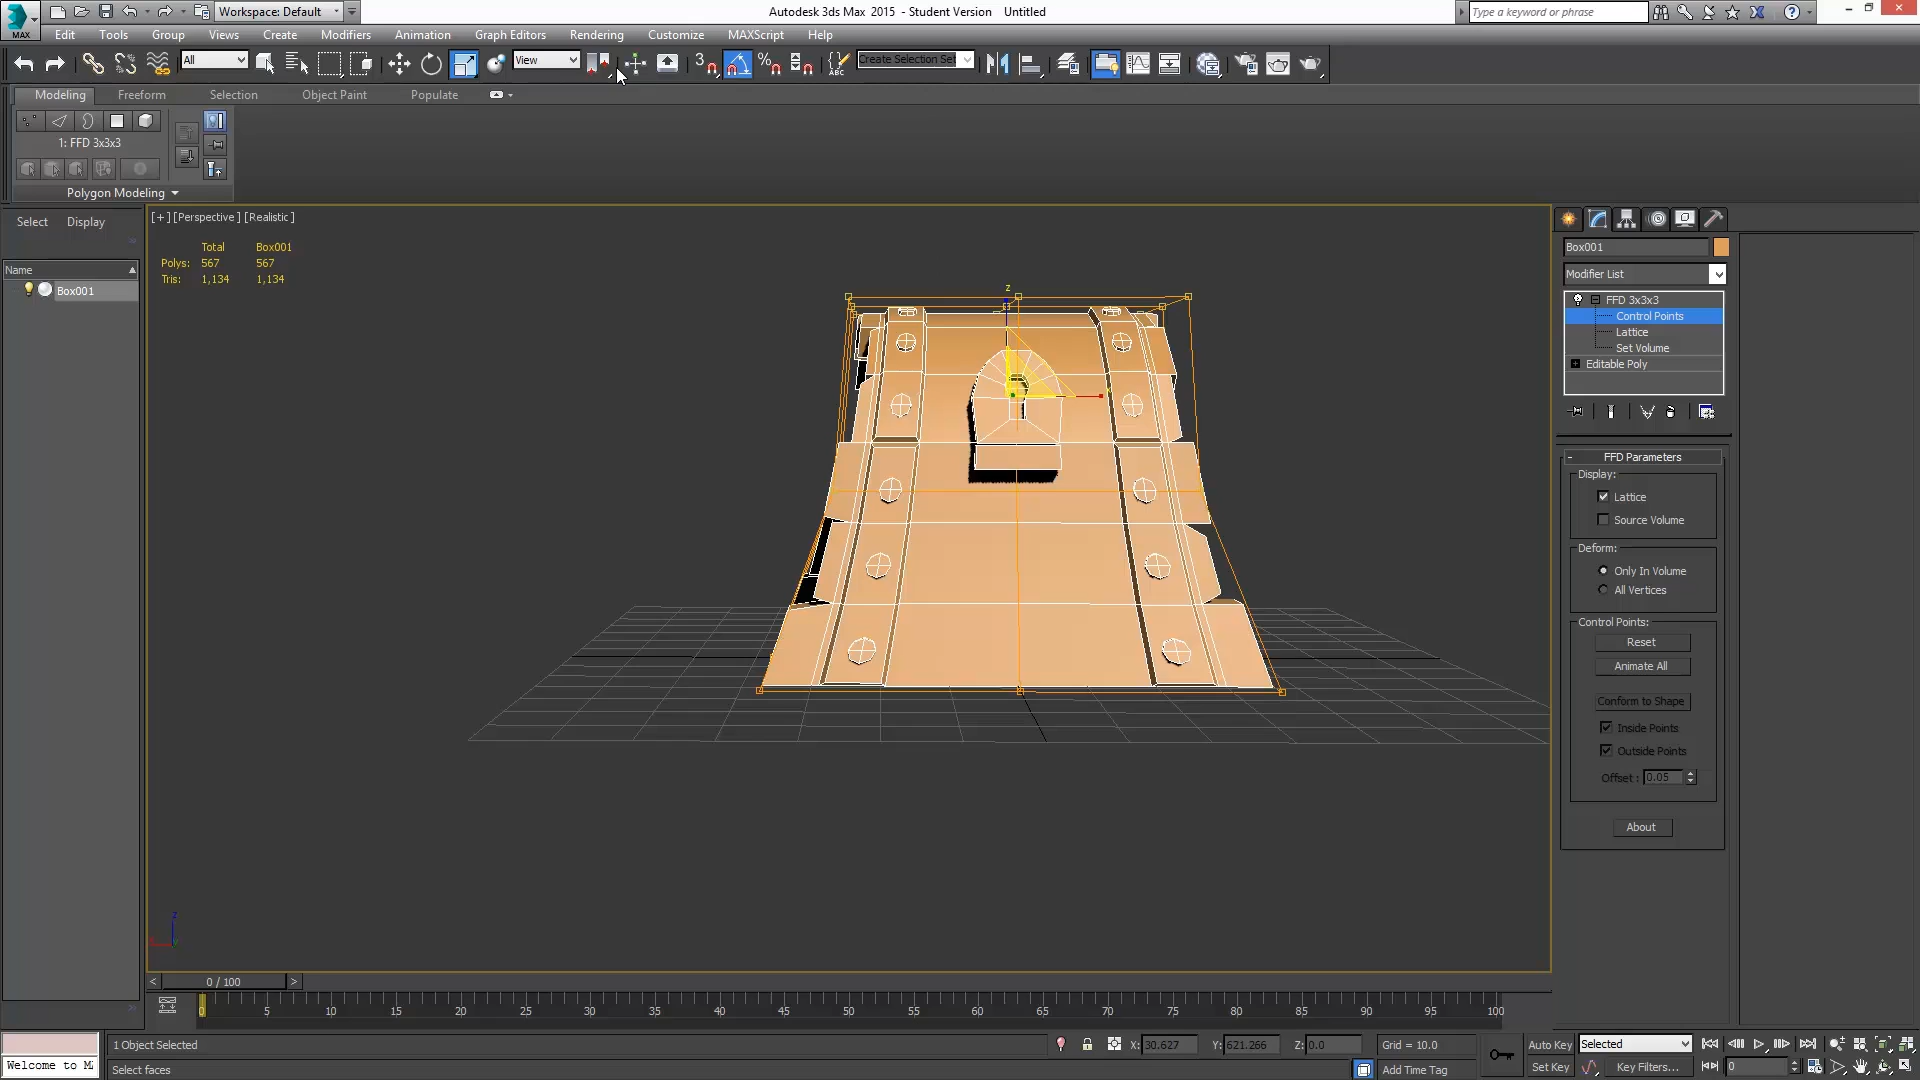 Workspace: Default
Autodesk 3ds Max 2015 - Student Version Untitled
Type a keyword or phrase
MAX
Edit Tools Group Views Create Modifiers Animation Graph Editors Rendering Customize MAXScript Help
All
View
3
ABC
Create Selection Set
Modeling Freeform Selection Object Paint Populate
1: FFD 3x3x3
Polygon Modeling
Select Display
Name
Box001
[+] [Perspective ] [Realistic ]
Total Box001
Polys: 567 567
Tris: 1,134 1,134
z
z
Box001
Modifier List
FFD 3x3x3
Control Points
Lattice
Set Volume
Editable Poly
FFD Parameters
Display:
Lattice
Source Volume
Deform:
Only In Volume
All Vertices
Control Points:
Reset
Animate All
Conform to Shape
Inside Points
Outside Points
Offset : 0.05
About
< 0 / 100 >
0 5 10 15 20 25 30 35 40 45 50 55 60 65 70 75 80 85 90 95 100
1 Object Selected
X: 30.627 Y: 621.266 Z: 0.0 Grid = 10.0
Auto Key Selected
Welcome to M
Select faces
Add Time Tag
Set Key Key Filters... 0